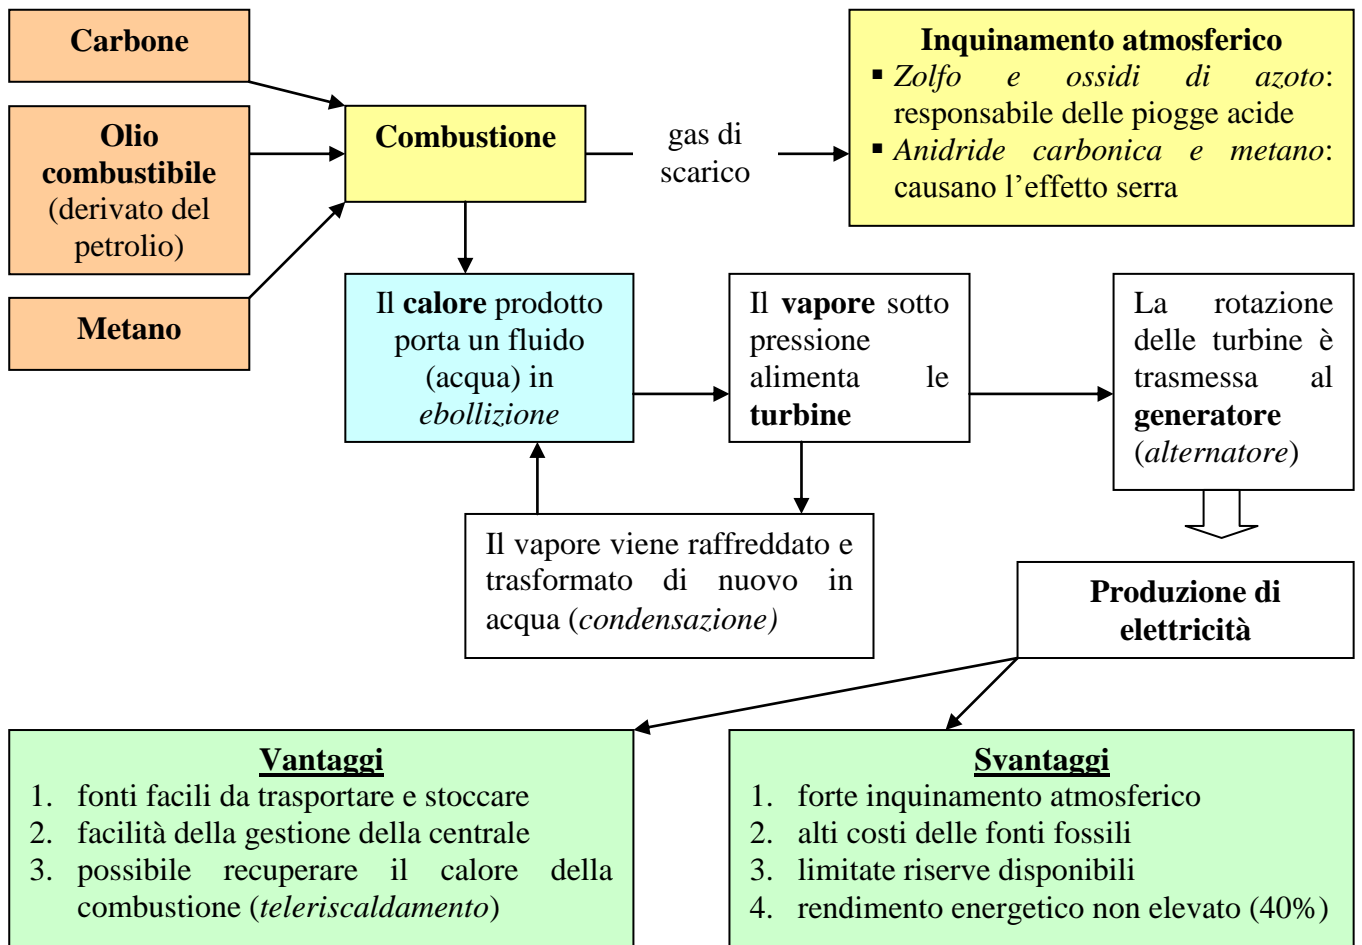 Carbone
Olio
combustibile
(derivato del
petrolio)
Metano
Combustione
gas di
scarico
Inquinamento atmosferico
▪ Zolfo e ossidi di azoto:
responsabile delle piogge acide
▪ Anidride carbonica e metano:
causano l’effetto serra
Il calore prodotto
porta un fluido
(acqua) in
ebollizione
Il vapore sotto
pressione
alimenta le
turbine
La rotazione
delle turbine è
trasmessa al
generatore
(alternatore)
Il vapore viene raffreddato e
trasformato di nuovo in
acqua (condensazione)
Produzione di
elettricità
Vantaggi
1. fonti facili da trasportare e stoccare
2. facilità della gestione della centrale
3. possibile recuperare il calore della
combustione (teleriscaldamento)
Svantaggi
1. forte inquinamento atmosferico
2. alti costi delle fonti fossili
3. limitate riserve disponibili
4. rendimento energetico non elevato (40%)